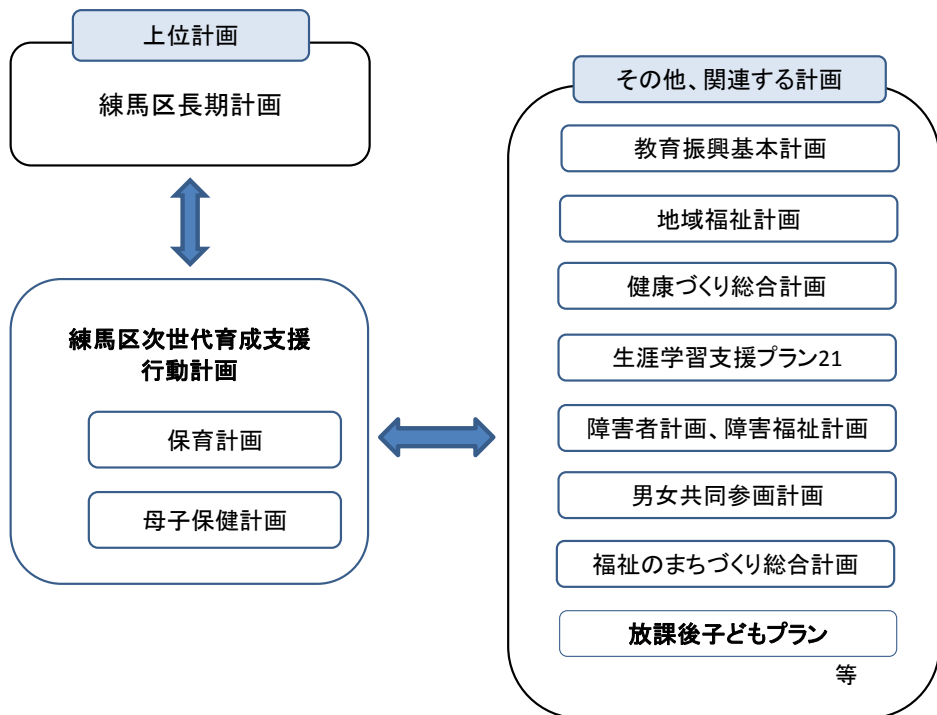 上位計画
練馬区長期計画
練馬区次世代育成支援
行動計画
保育計画
母子保健計画
その他、関連する計画
教育振興基本計画
地域福祉計画
健康づくり総合計画
生涯学習支援プラン21
障害者計画、障害福祉計画
男女共同参画計画
福祉のまちづくり総合計画
放課後子どもプラン
等